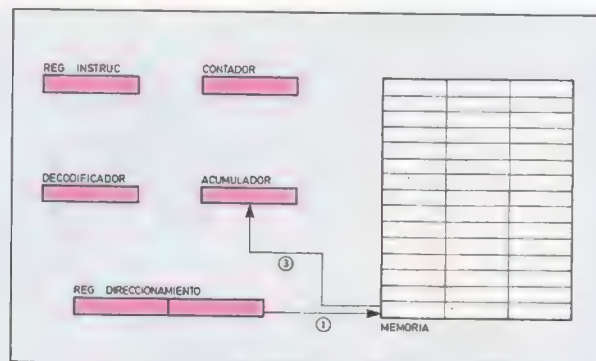 REG INSTRUC
CONTADOR
DECODIFICADOR
ACUMULADOR
③
REG DIRECCIONAMIENTO
①
MEMORIA